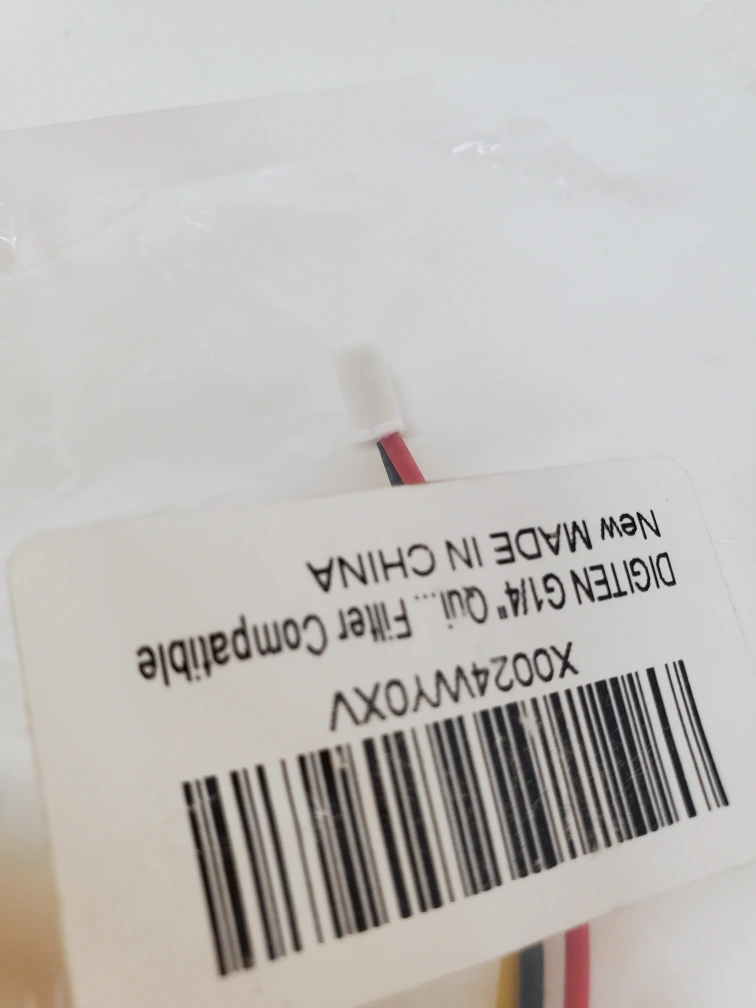 X0024WY0XV
DIGITEN G1/4" Qui... Filter Compatible
New MADE IN CHINA